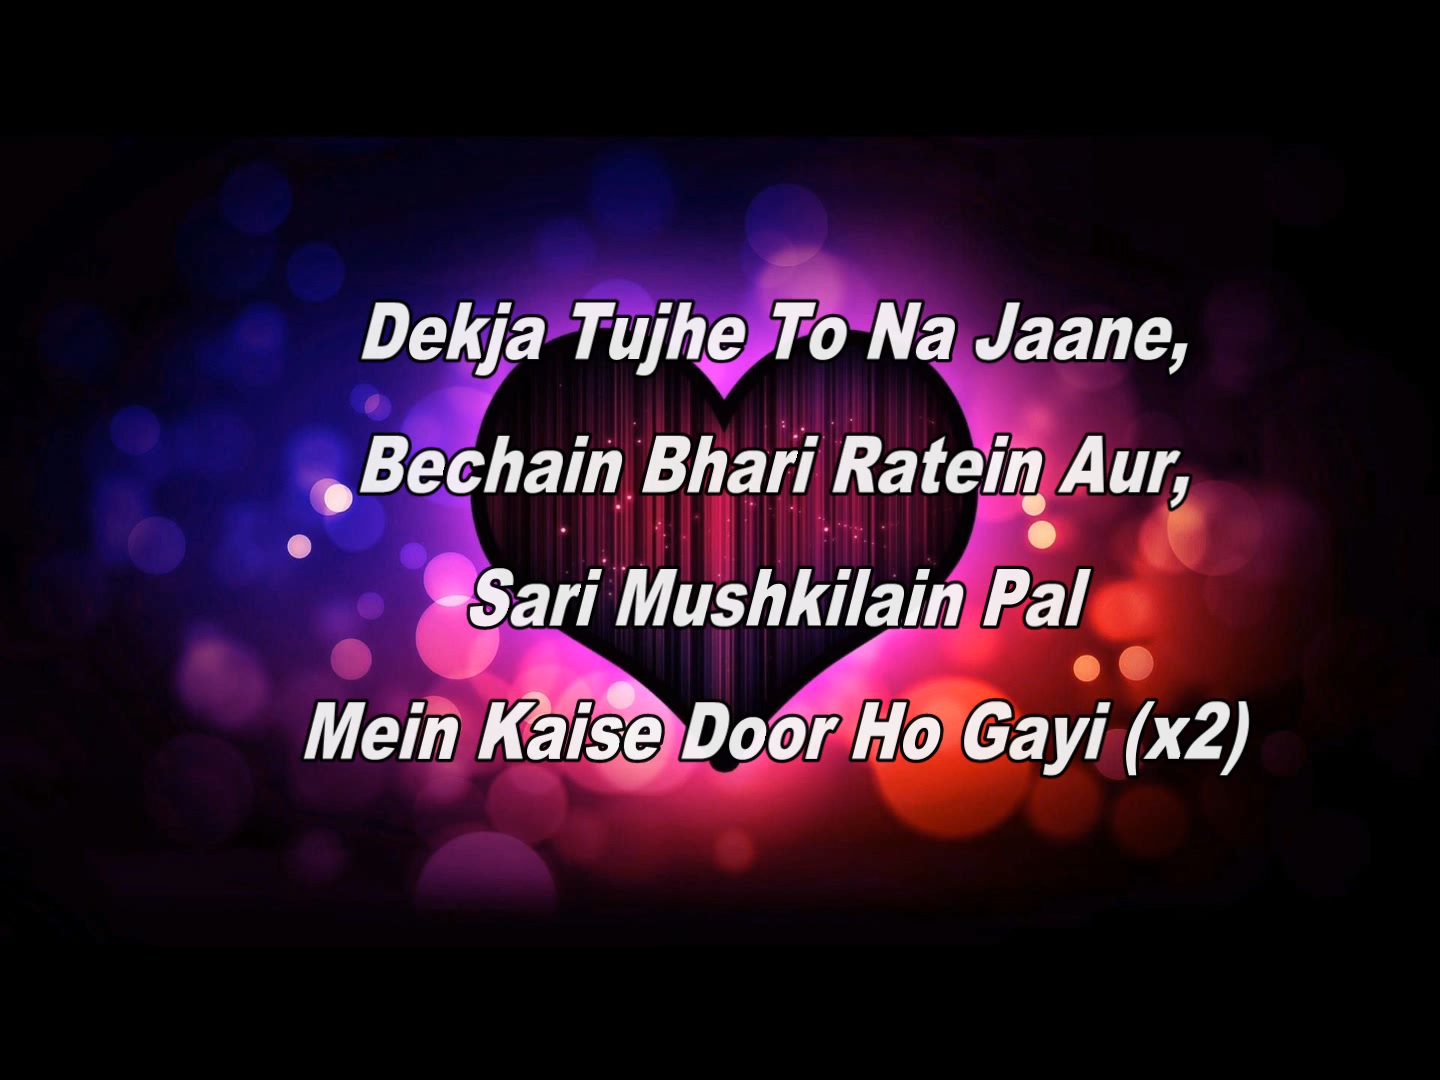 Dekja Tujhe To Na Jaane,
Bechain Bhari Ratein Aur,
Sari Mushkilain Pal
Mein Kaise Door Ho Gayi (x2)